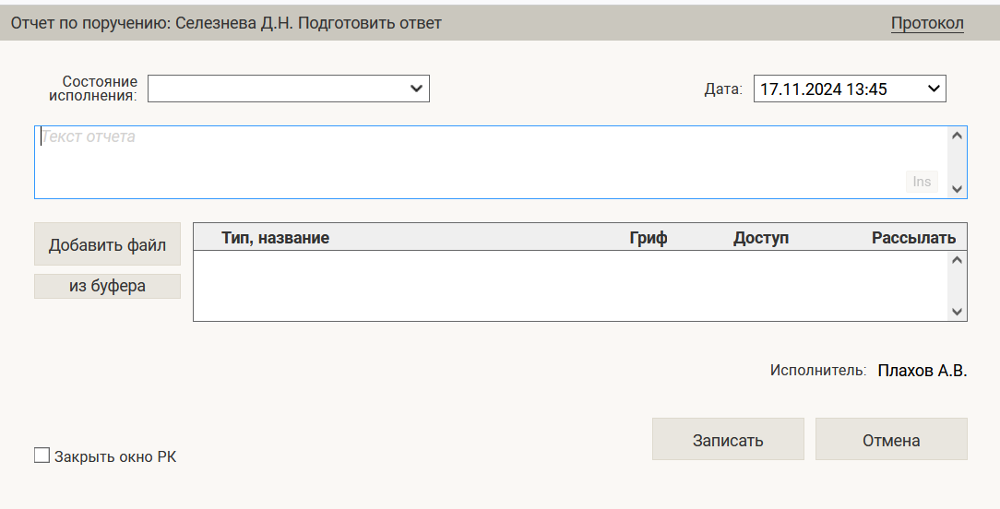 Отчет по поручению: Селезнева Д.Н. Подготовить ответ
Протокол
Состояние
исполнения:
Дата: 17.11.2024 13:45
Текст отчета
Ins
Добавить файл
из буфера
Тип, название Гриф Доступ Рассылать
Исполнитель: Плахов А.В.
Закрыть окно РК
Записать
Отмена